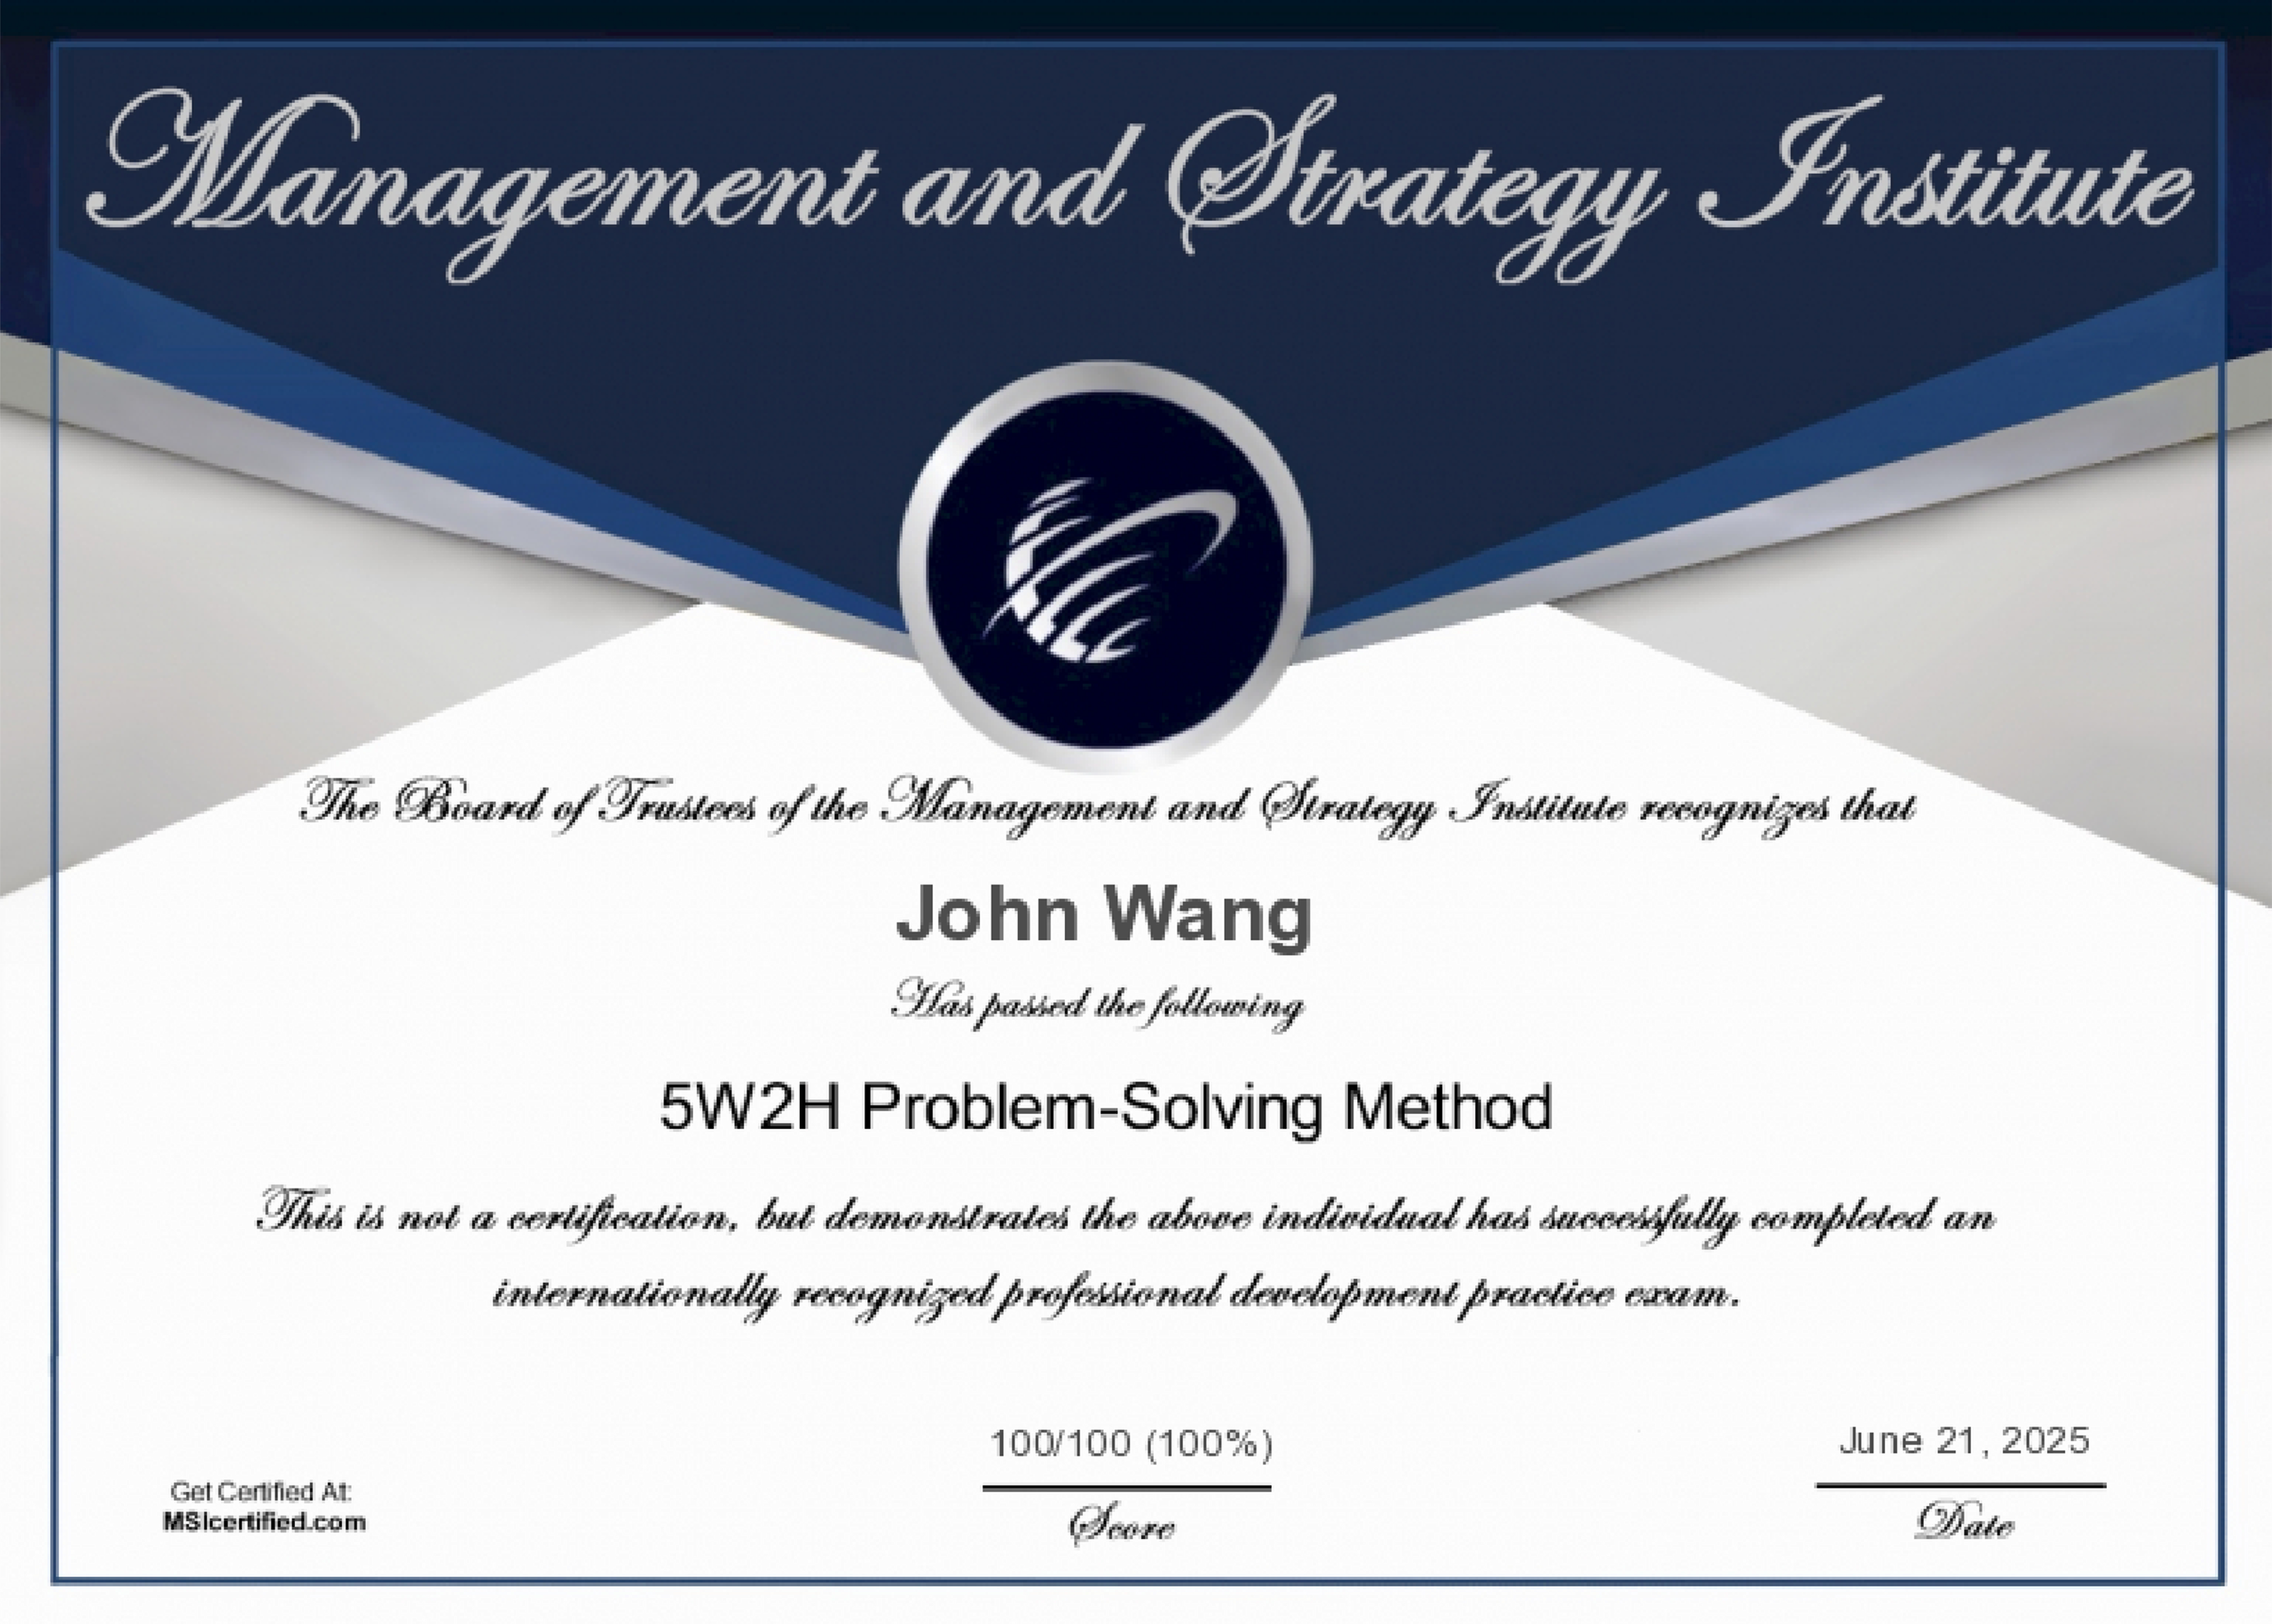 Management and Strategy Institute
The Board of Trustees of the Management and Strategy Institute recognizes that
John Wang
Has passed the following
5W2H Problem-Solving Method
This is not a certification, but demonstrates the above individual has successfully completed an
internationally recognized professional development practice exam.
100/100 (100%)
June 21, 2025
Get Certified At:
MSIcertified.com
Score
Date